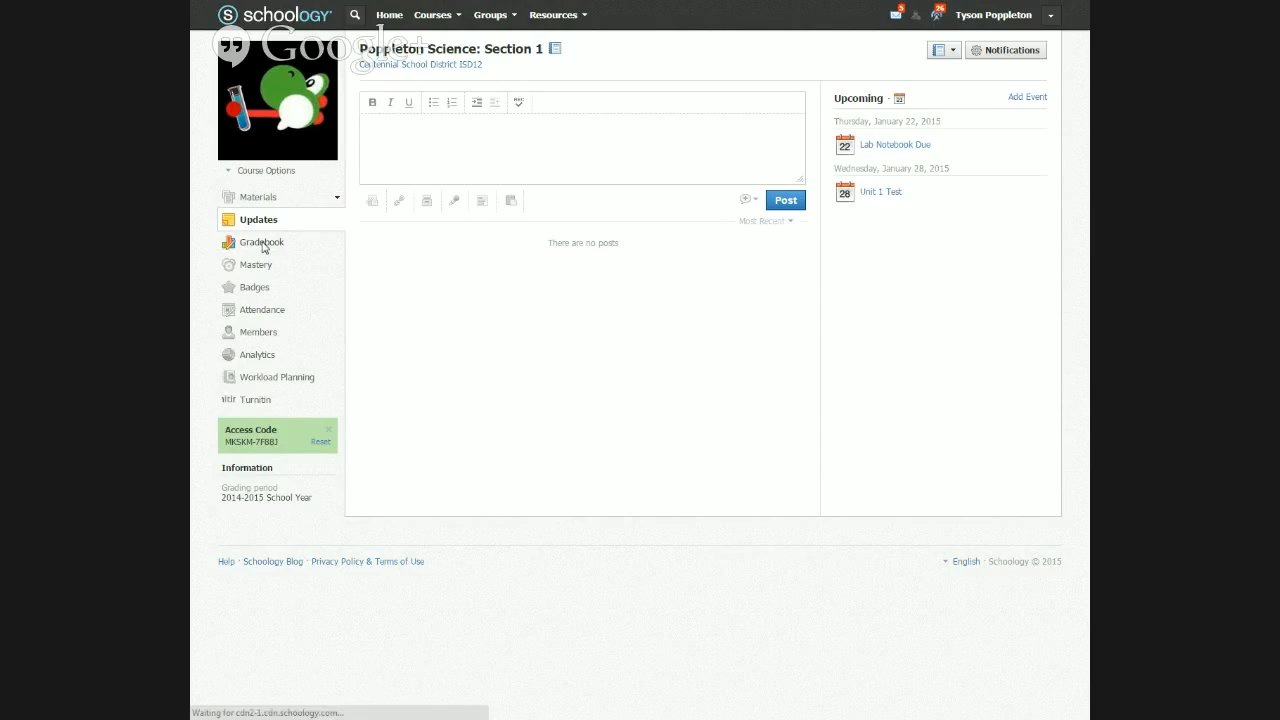 schoology
Home
Courses
Groups
Resources
5
26
Tyson Poppleton
Google+
Poppleton Science: Section 1
Centennial School District ISD12
Notifications
Course Options
Materials
Updates
Gradebook
Mastery
Badges
Attendance
Members
Analytics
Workload Planning
Turnitin
Access Code
MKSKM-7F88J
Reset
Information
Grading period
2014-2015 School Year
B I U
Post
Most Recent
There are no posts
Upcoming ·
Add Event
Thursday, January 22, 2015
22
Lab Notebook Due
Wednesday, January 28, 2015
28
Unit 1 Test
Help · Schoology Blog · Privacy Policy & Terms of Use
English · Schoology © 2015
Waiting for cdn2-1.cdn.schoology.com...